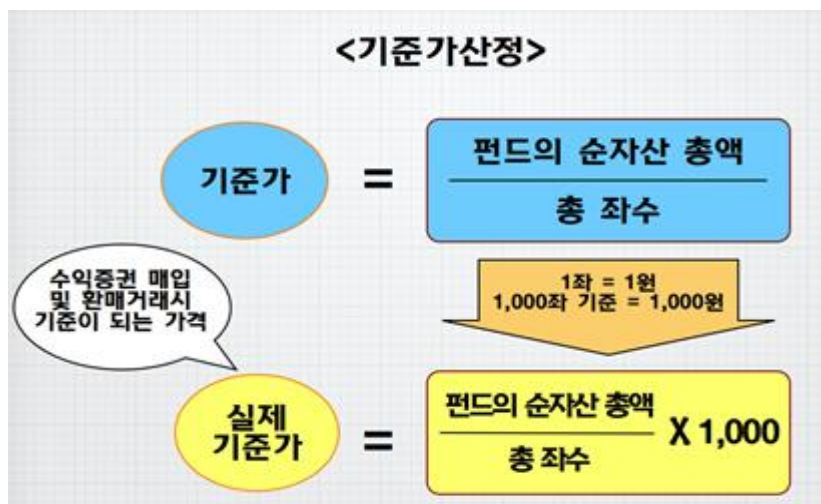 <기준가산정>
기준가
=
펀드의 순자산 총액
총 좌수
1좌 = 1원
1,000좌 기준 = 1,000원
수익증권 매입
및 환매거래시
기준이 되는 가격
실제
기준가
=
펀드의 순자산 총액
총 좌수
X 1,000